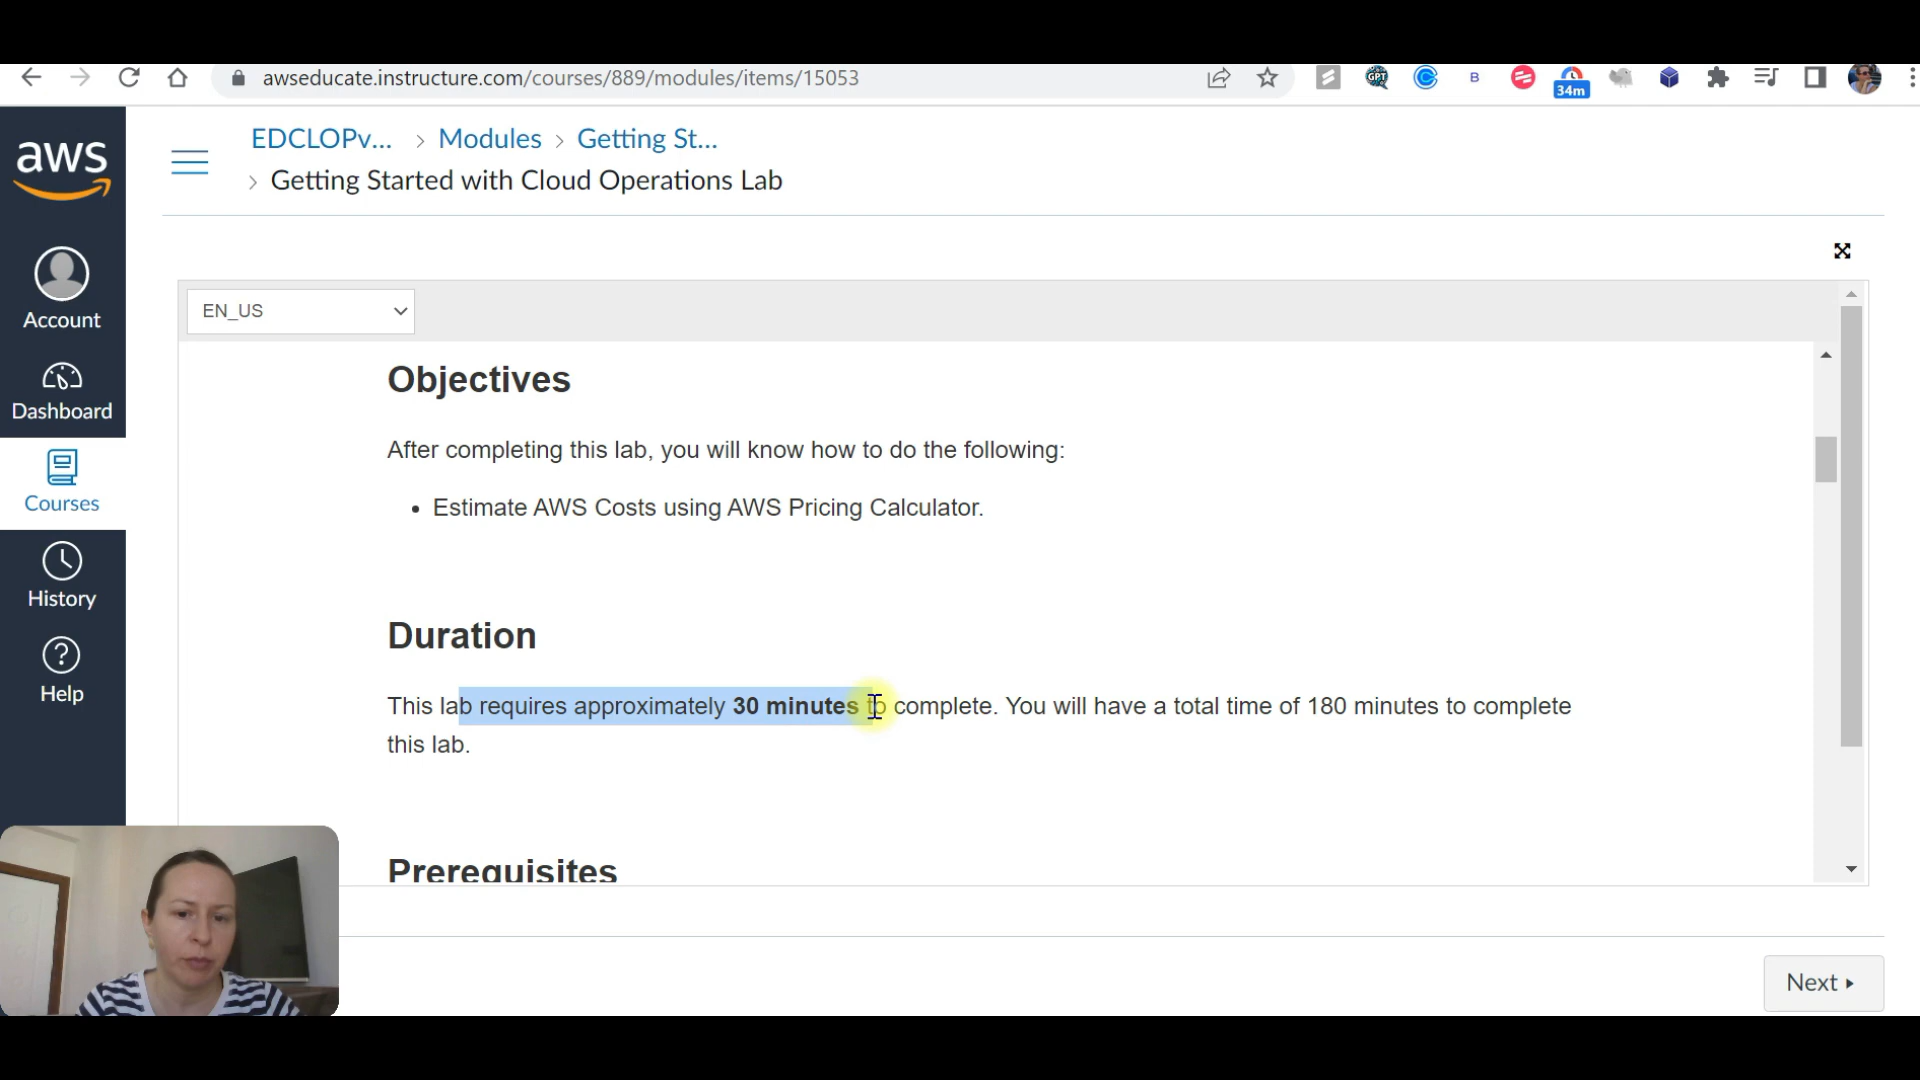 awseducate.instructure.com/courses/889/modules/items/15053
GPT
B
34m
aws
EDCLOPv... > Modules > Getting St...
> Getting Started with Cloud Operations Lab
Account
Dashboard
Courses
History
Help
EN_US
Objectives
After completing this lab, you will know how to do the following:
• Estimate AWS Costs using AWS Pricing Calculator.
Duration
This lab requires approximately 30 minutes to complete. You will have a total time of 180 minutes to complete
this lab.
Prerequisites
Next ▸